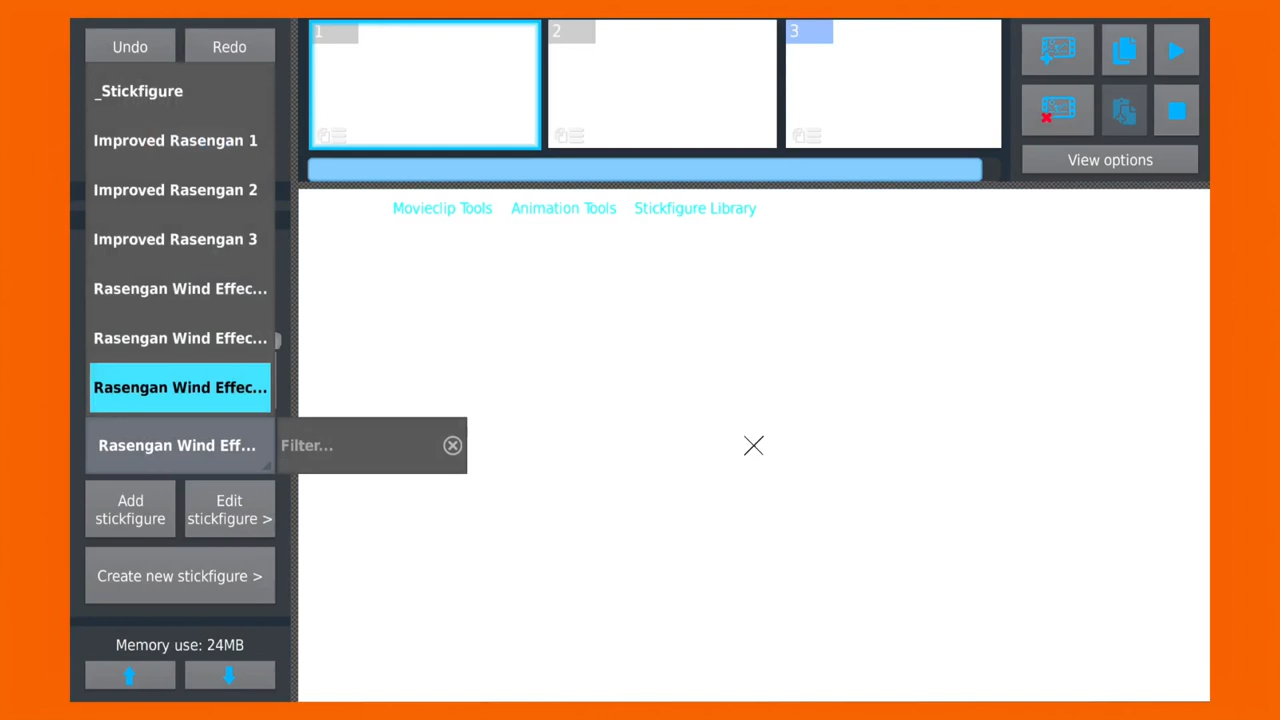 Undo Redo
_Stickfigure
Improved Rasengan 1
Improved Rasengan 2
Improved Rasengan 3
Rasengan Wind Effec...
Rasengan Wind Effec...
Rasengan Wind Effec...
Rasengan Wind Eff...
Filter...
Add
stickfigure
Edit
stickfigure >
Create new stickfigure >
Memory use: 24MB
1
2
3
View options
Movieclip Tools Animation Tools Stickfigure Library